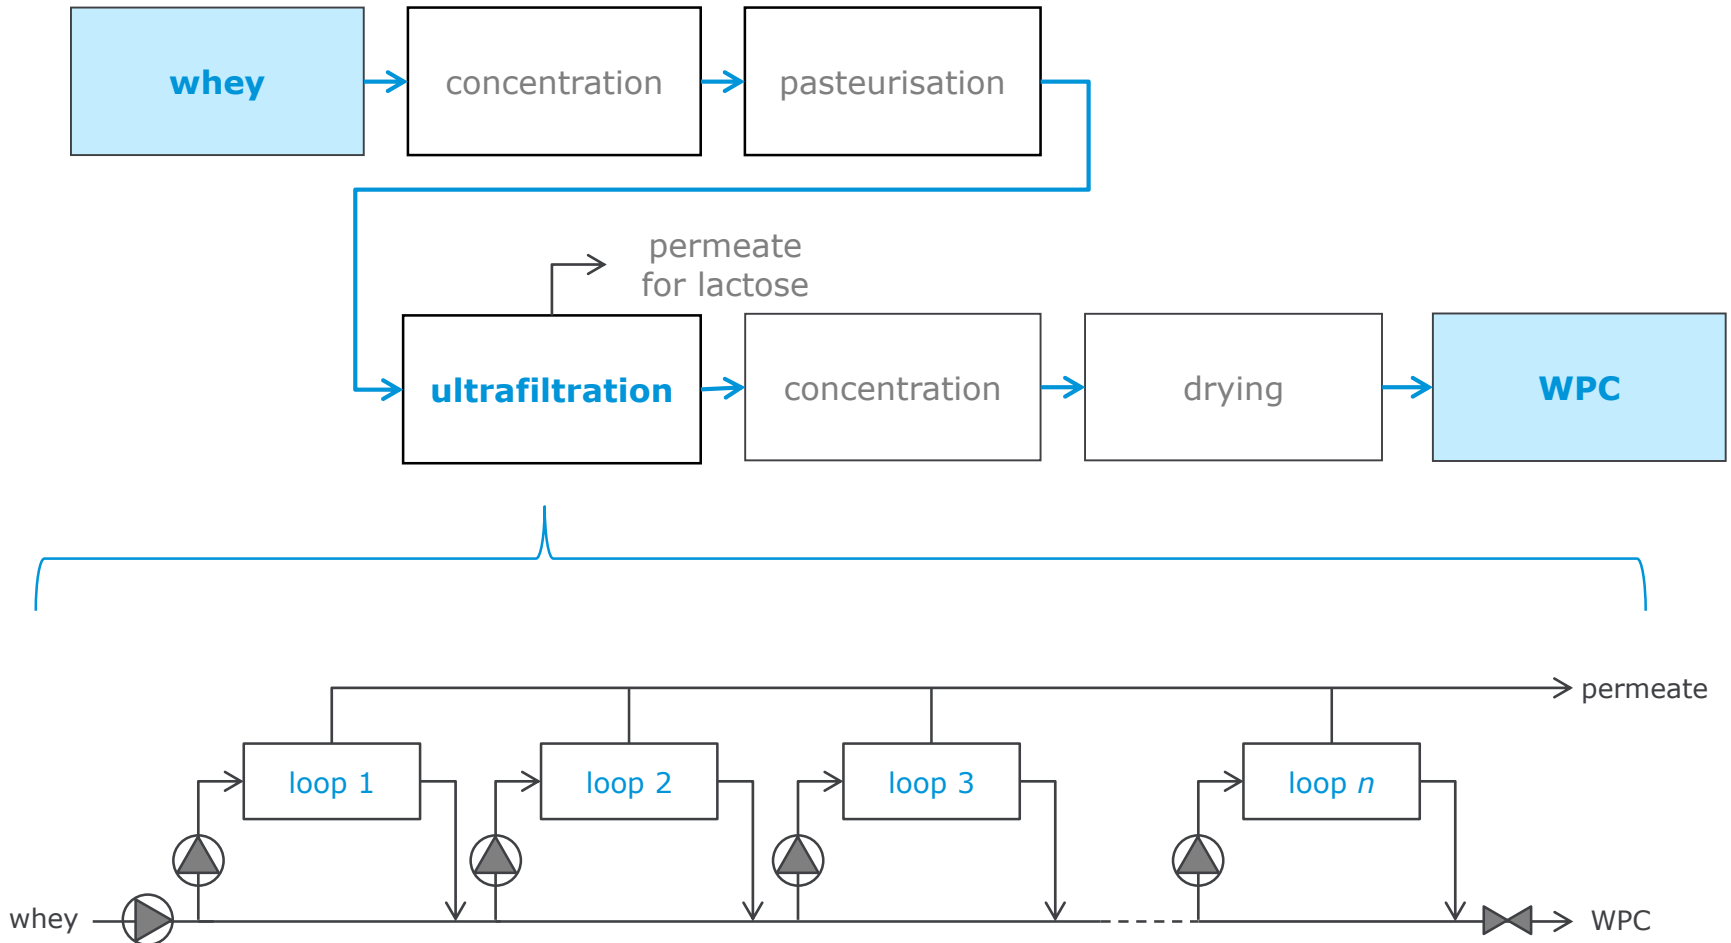 whey
concentration
pasteurisation
permeate
for lactose
ultrafiltration
concentration
drying
WPC
permeate
loop 1
loop 2
loop 3
loop n
whey
WPC